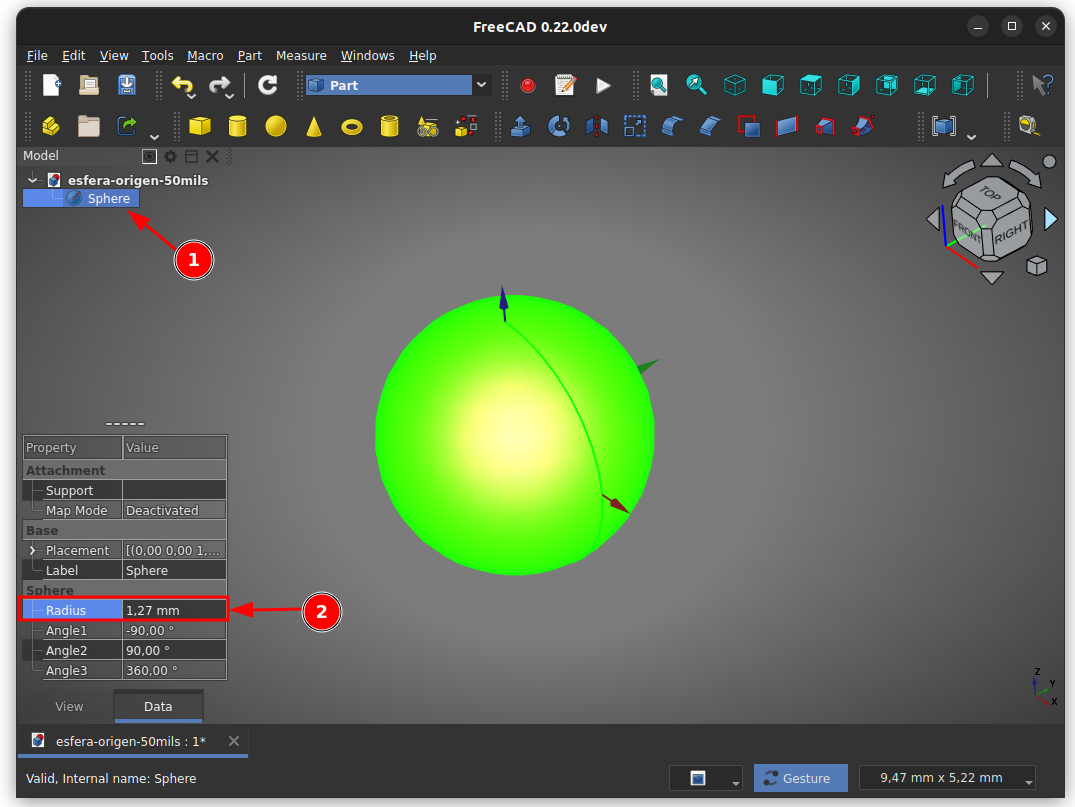 FreeCAD 0.22.0dev
File Edit View Tools Macro Part Measure Windows Help
Part
Model
esfera-origen-50mils
Sphere
1
TOP
FRONT
RIGHT
Property Value
Attachment
Support
Map Mode Deactivated
Base
Placement [(0,00 0,00 1,...
Label Sphere
Sphere
Radius 1,27 mm
2
Angle1 -90,00 °
Angle2 90,00 °
Angle3 360,00 °
Z
Y
X
View Data
esfera-origen-50mils : 1*
Valid, Internal name: Sphere
Gesture
9,47 mm x 5,22 mm